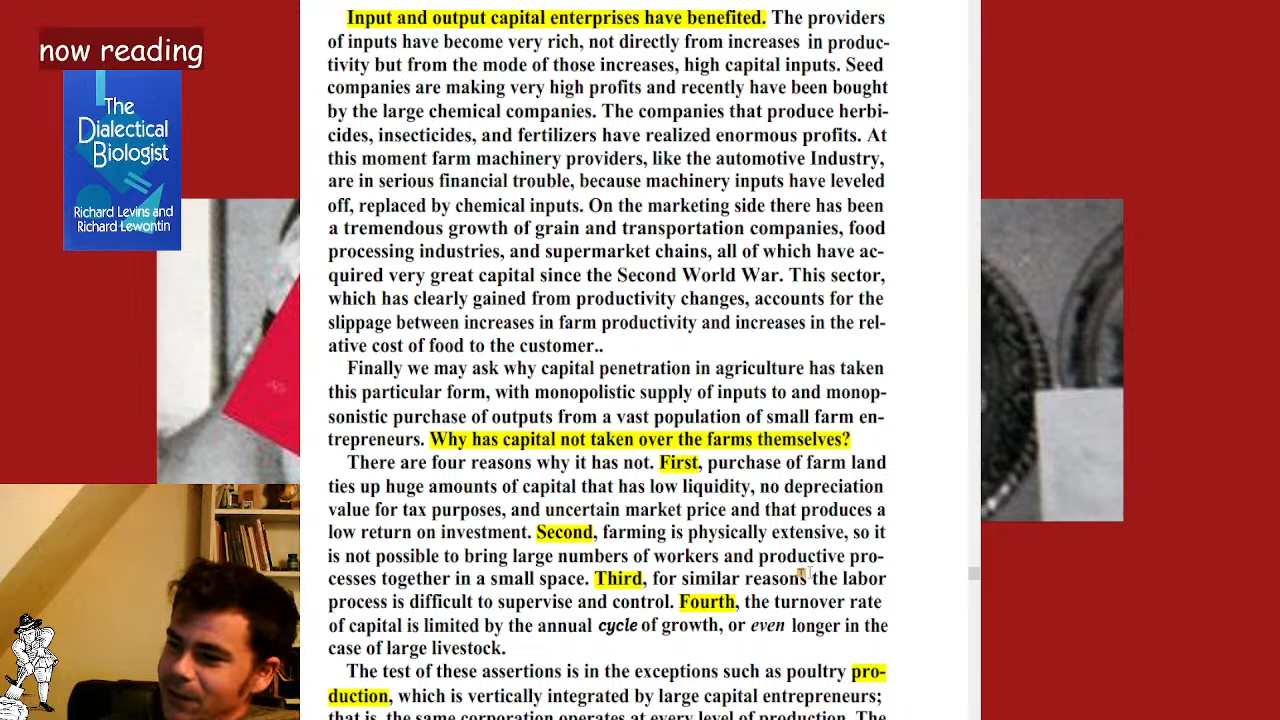 now reading
The
Dialectical
Biologist
Richard Levins and
Richard Lewontin
Input and output capital enterprises have benefited. The providers
of inputs have become very rich, not directly from increases in produc-
tivity but from the mode of those increases, high capital inputs. Seed
companies are making very high profits and recently have been bought
by the large chemical companies. The companies that produce herbi-
cides, insecticides, and fertilizers have realized enormous profits. At
this moment farm machinery providers, like the automotive Industry,
are in serious financial trouble, because machinery inputs have leveled
off, replaced by chemical inputs. On the marketing side there has been
a tremendous growth of grain and transportation companies, food
processing industries, and supermarket chains, all of which have ac-
quired very great capital since the Second World War. This sector,
which has clearly gained from productivity changes, accounts for the
slippage between increases in farm productivity and increases in the rel-
ative cost of food to the customer..
Finally we may ask why capital penetration in agriculture has taken
this particular form, with monopolistic supply of inputs to and monop-
sonistic purchase of outputs from a vast population of small farm en-
trepreneurs. Why has capital not taken over the farms themselves?
There are four reasons why it has not. First, purchase of farm land
ties up huge amounts of capital that has low liquidity, no depreciation
value for tax purposes, and uncertain market price and that produces a
low return on investment. Second, farming is physically extensive, so it
is not possible to bring large numbers of workers and productive pro-
cesses together in a small space. Third, for similar reasons the labor
process is difficult to supervise and control. Fourth, the turnover rate
of capital is limited by the annual cycle of growth, or even longer in the
case of large livestock.
The test of these assertions is in the exceptions such as poultry pro-
duction, which is vertically integrated by large capital entrepreneurs;
that is, the same corporation operates at every level of production. The